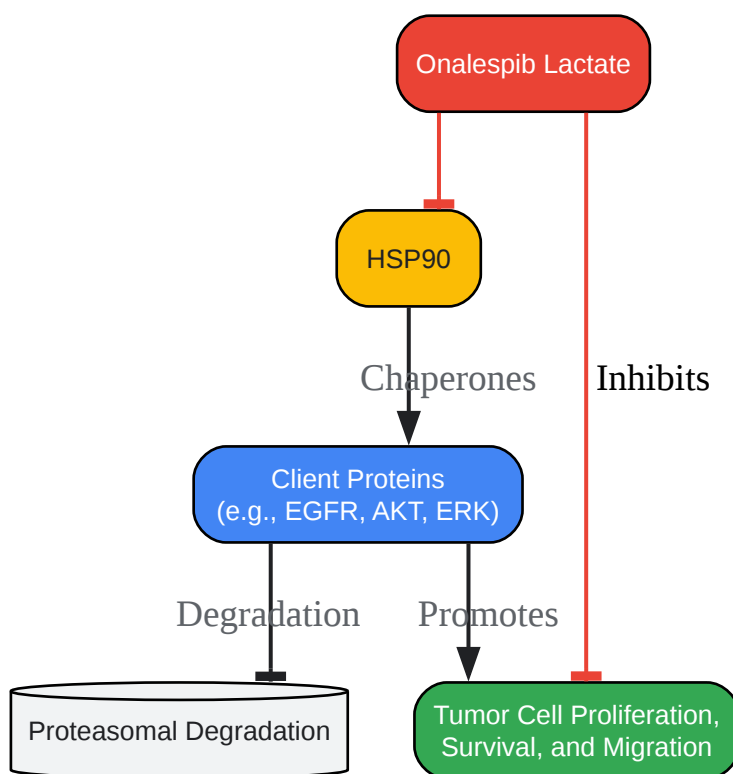 Onalespib Lactate
HSP90
Chaperones
Inhibits
Client Proteins
(e.g., EGFR, AKT, ERK)
Degradation
Promotes
Proteasomal Degradation
Tumor Cell Proliferation,
Survival, and Migration